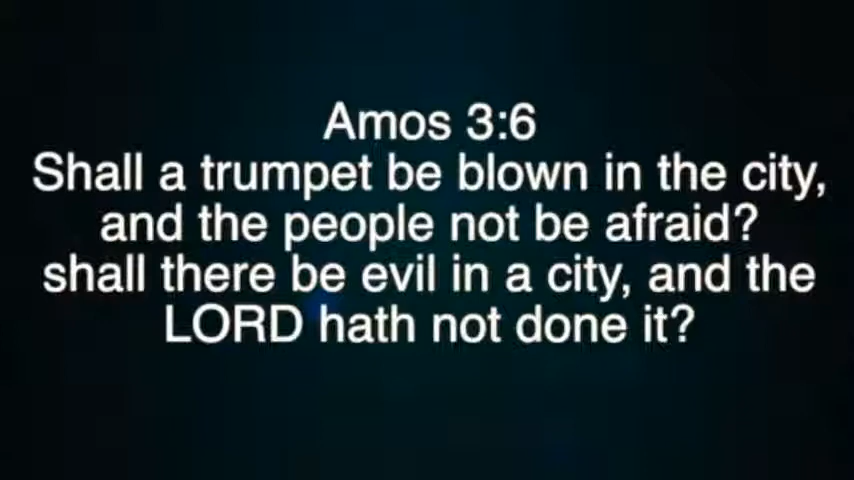 Amos 3:6
Shall a trumpet be blown in the city,
and the people not be afraid?
shall there be evil in a city, and the
LORD hath not done it?